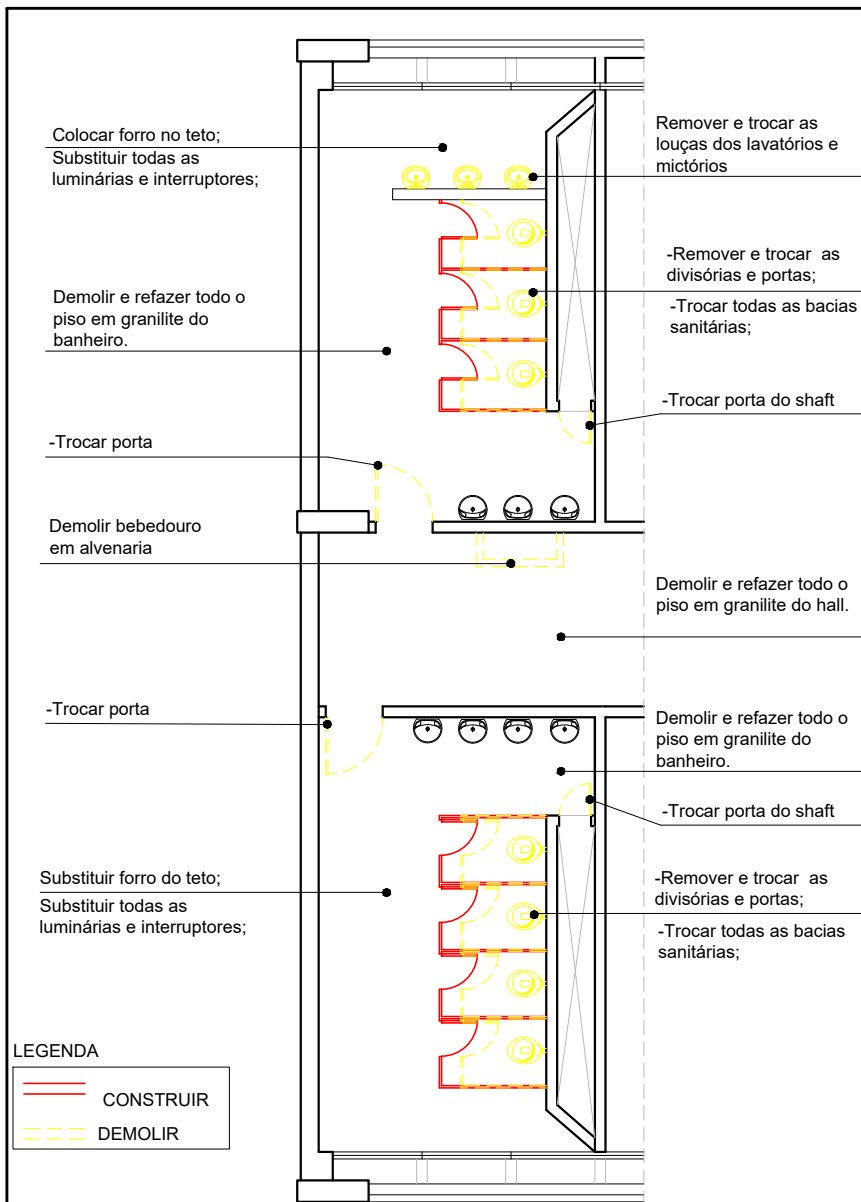 Colocar forro no teto;
Substituir todas as
luminárias e interruptores;
Remover e trocar as
louças dos lavatórios e
mictórios
-Remover e trocar  as
divisórias e portas;
-Trocar todas as bacias
sanitárias;
Demolir e refazer todo o
piso em granilite do
banheiro.
-Trocar porta do shaft
-Trocar porta
Demolir bebedouro
em alvenaria
Demolir e refazer todo o
piso em granilite do hall.
-Trocar porta
Demolir e refazer todo o
piso em granilite do
banheiro.
-Trocar porta do shaft
Substituir forro do teto;
Substituir todas as
luminárias e interruptores;
-Remover e trocar  as
divisórias e portas;
-Trocar todas as bacias
sanitárias;
LEGENDA
CONSTRUIR
DEMOLIR